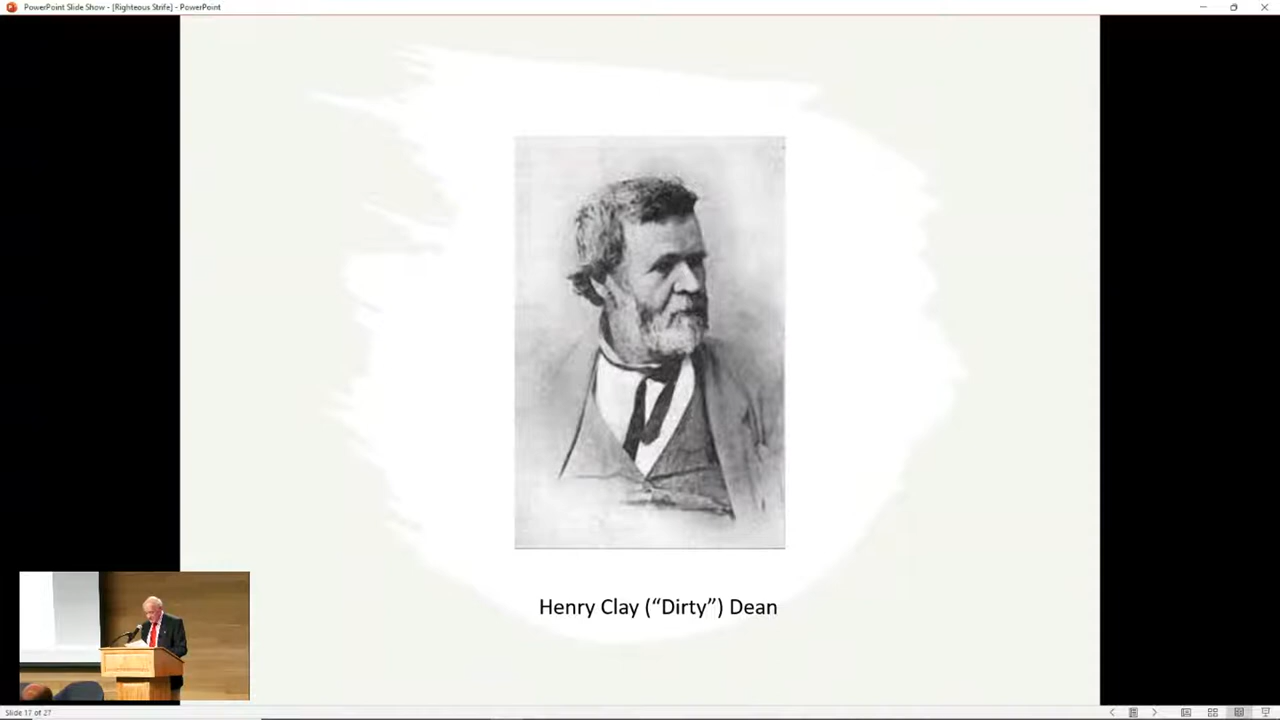 PowerPoint Slide Show - [Righteous Strife] - PowerPoint
Henry Clay (“Dirty”) Dean
Slide 17 of 27